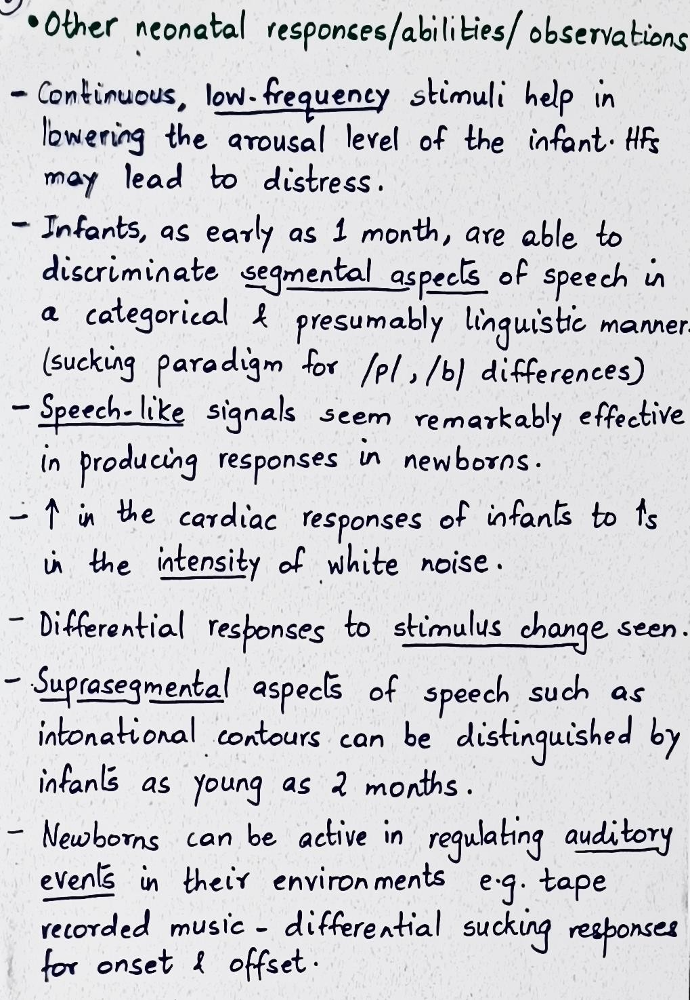 • Other neonatal responses/abilities/observations
- Continuous, low-frequency stimuli help in
lowering the arousal level of the infant. Hfs
may lead to distress.
- Infants, as early as 1 month, are able to
discriminate segmental aspects of speech in
a categorical & presumably linguistic manner.
(sucking paradigm for /p/, /b/ differences)
- Speech-like signals seem remarkably effective
in producing responses in newborns.
- ↑ in the cardiac responses of infants to ↑s
in the intensity of white noise.
- Differential responses to stimulus change seen.
- Suprasegmental aspects of speech such as
intonational contours can be distinguished by
infants as young as 2 months.
- Newborns can be active in regulating auditory
events in their environments e.g. tape
recorded music - differential sucking responses
for onset & offset.